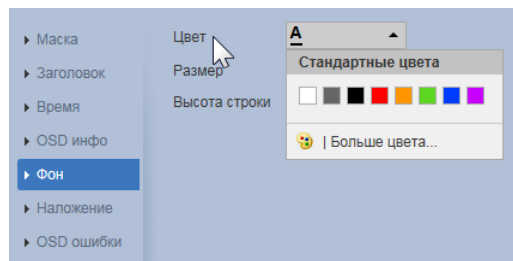 Маска
Заголовок
Время
OSD инфо
Фон
Наложение
OSD ошибки
Цвет
Размер
Высота строки
A
Стандартные цвета
| Больше цвета...